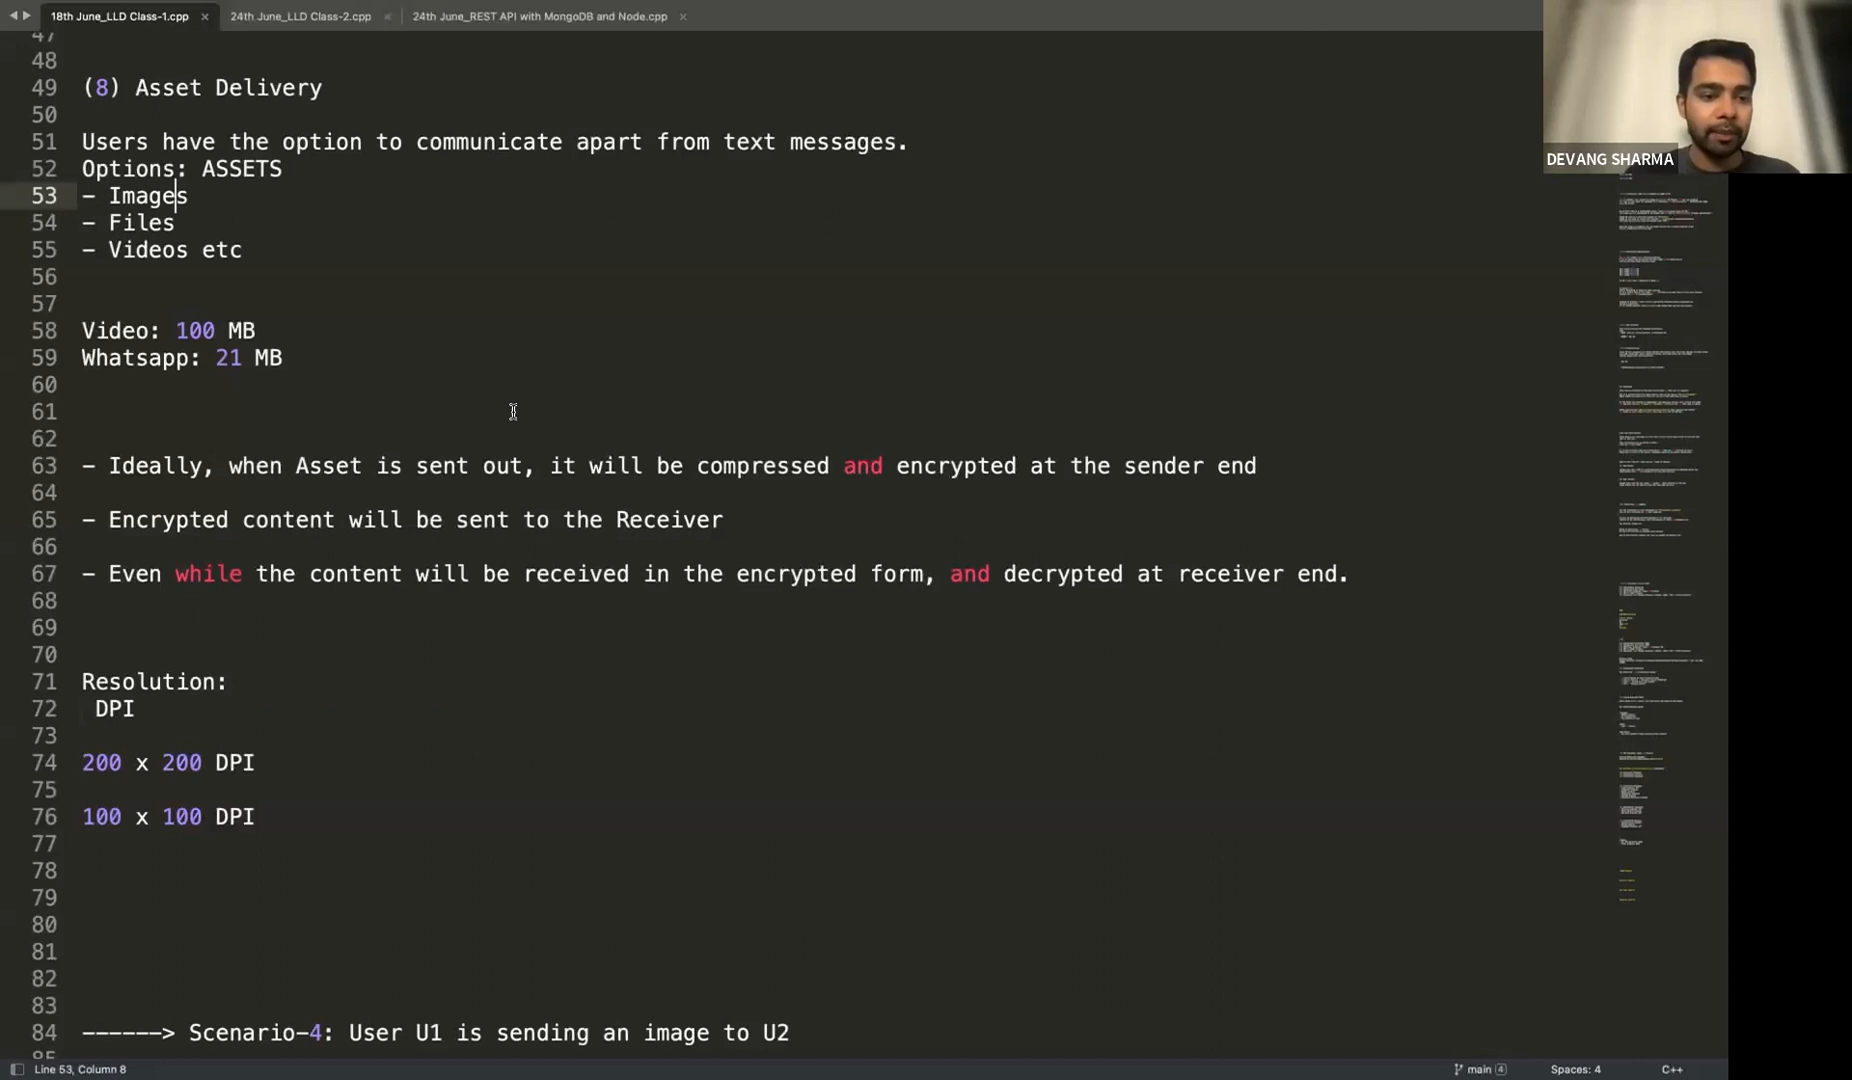 18th June_LLD Class-1.cpp × 24th June_LLD Class-2.cpp × 24th June_REST API with MongoDB and Node.cpp ×
DEVANG SHARMA
47
48
49 (8) Asset Delivery
50
51 Users have the option to communicate apart from text messages.
52 Options: ASSETS
53 - Images
54 - Files
55 - Videos etc
56
57
58 Video: 100 MB
59 Whatsapp: 21 MB
60
61
62
63 - Ideally, when Asset is sent out, it will be compressed and encrypted at the sender end
64
65 - Encrypted content will be sent to the Receiver
66
67 - Even while the content will be received in the encrypted form, and decrypted at receiver end.
68
69
70
71 Resolution:
72 DPI
73
74 200 x 200 DPI
75
76 100 x 100 DPI
77
78
79
80
81
82
83
84 ------> Scenario-4: User U1 is sending an image to U2
85
Line 53, Column 8 main 4 Spaces: 4 C++